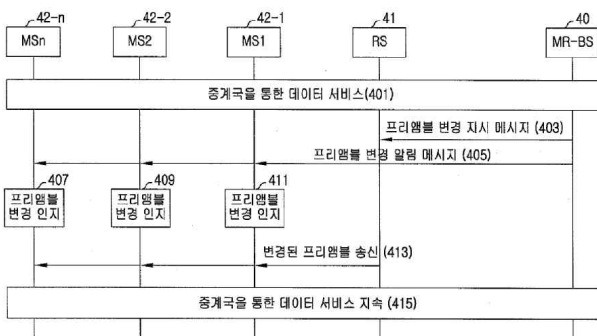 42-n
42-2
42-1
41
40
MSn
MS2
MS1
RS
MR-BS
중계국을 통한 데이터 서비스(401)
프리앰블 변경 지시 메시지 (403)
프리앰블 변경 알림 메시지 (405)
407
409
411
프리앰블
변경 인지
프리앰블
변경 인지
프리앰블
변경 인지
변경된 프리앰블 송신 (413)
중계국을 통한 데이터 서비스 지속 (415)